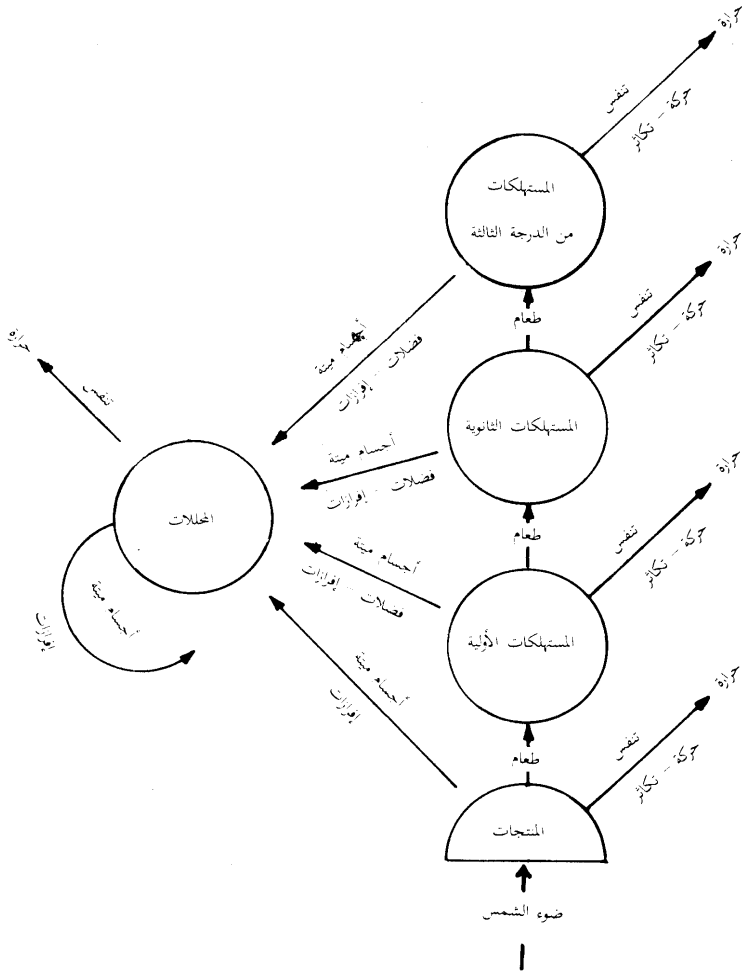 حرارة
تنفس
حركة - تكاثر
المستهلكات
من الدرجة الثالثة
حرارة
تنفس
حركة - تكاثر
طعام
أجسام ميتة
فضلات - إفرازات
حرارة
تنفس
المستهلكات الثانوية
أجسام ميتة
فضلات - إفرازات
حرارة
تنفس
حركة - تكاثر
المحللات
طعام
أجسام ميتة
فضلات - إفرازات
أجسام ميتة
إفرازات
المستهلكات الأولية
أجسام ميتة
إفرازات
حرارة
تنفس
حركة - تكاثر
طعام
المنتجات
ضوء الشمس